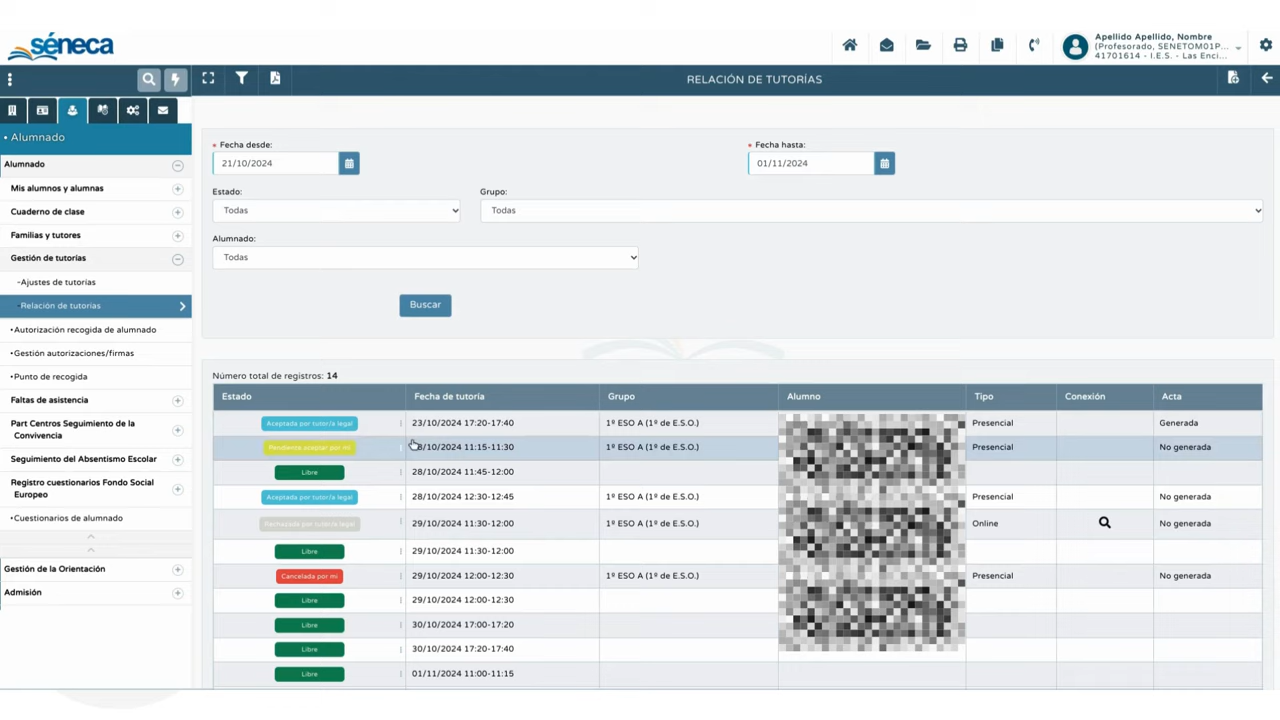 séneca
Apellido Apellido, Nombre
(Profesorado, SENETOM01P...
41701614 - I.E.S. - Las Enci...
RELACIÓN DE TUTORÍAS
• Alumnado
Alumnado
Mis alumnos y alumnas
Cuaderno de clase
Familias y tutores
Gestión de tutorías
-Ajustes de tutorías
-Relación de tutorías
•Autorización recogida de alumnado
•Gestión autorizaciones/firmas
•Punto de recogida
Faltas de asistencia
Part Centros Seguimiento de la
Convivencia
Seguimiento del Absentismo Escolar
Registro cuestionarios Fondo Social
Europeo
•Cuestionarios de alumnado
Gestión de la Orientación
Admisión
* Fecha desde:
21/10/2024
* Fecha hasta:
01/11/2024
Estado:
Todas
Grupo:
Todas
Alumnado:
Todas
Buscar
Número total de registros: 14
Estado Fecha de tutoría Grupo Alumno Tipo Conexión Acta
Aceptada por tutor/a legal 23/10/2024 17:20-17:40 1º ESO A (1º de E.S.O.) Presencial Generada
Pendiente aceptar por mí 8/10/2024 11:15-11:30 1º ESO A (1º de E.S.O.) Presencial No generada
Libre 28/10/2024 11:45-12:00
Aceptada por tutor/a legal 28/10/2024 12:30-12:45 1º ESO A (1º de E.S.O.) Presencial No generada
Rechazada por tutor/a legal 29/10/2024 11:30-12:00 1º ESO A (1º de E.S.O.) Online No generada
Libre 29/10/2024 11:30-12:00
Cancelada por mi 29/10/2024 12:00-12:30 1º ESO A (1º de E.S.O.) Presencial No generada
Libre 29/10/2024 12:00-12:30
Libre 30/10/2024 17:00-17:20
Libre 30/10/2024 17:20-17:40
Libre 01/11/2024 11:00-11:15